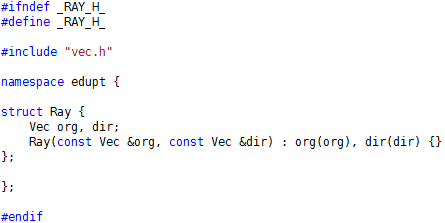 #ifndef _RAY_H_
#define _RAY_H_
#include "vec.h"
namespace edupt {
struct Ray {
    Vec org, dir;
    Ray(const Vec &org, const Vec &dir) : org(org), dir(dir) {}
};
};
#endif